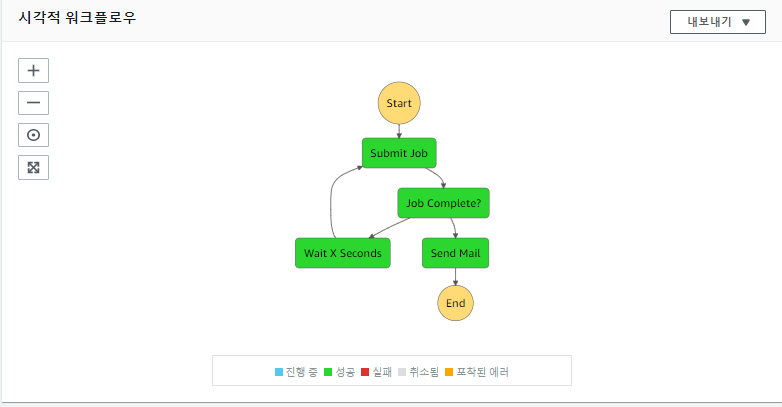 시각적 워크플로우
내보내기
Start
Submit Job
Job Complete?
Wait X Seconds
Send Mail
End
진행 중 성공 실패 취소됨 포착된 에러